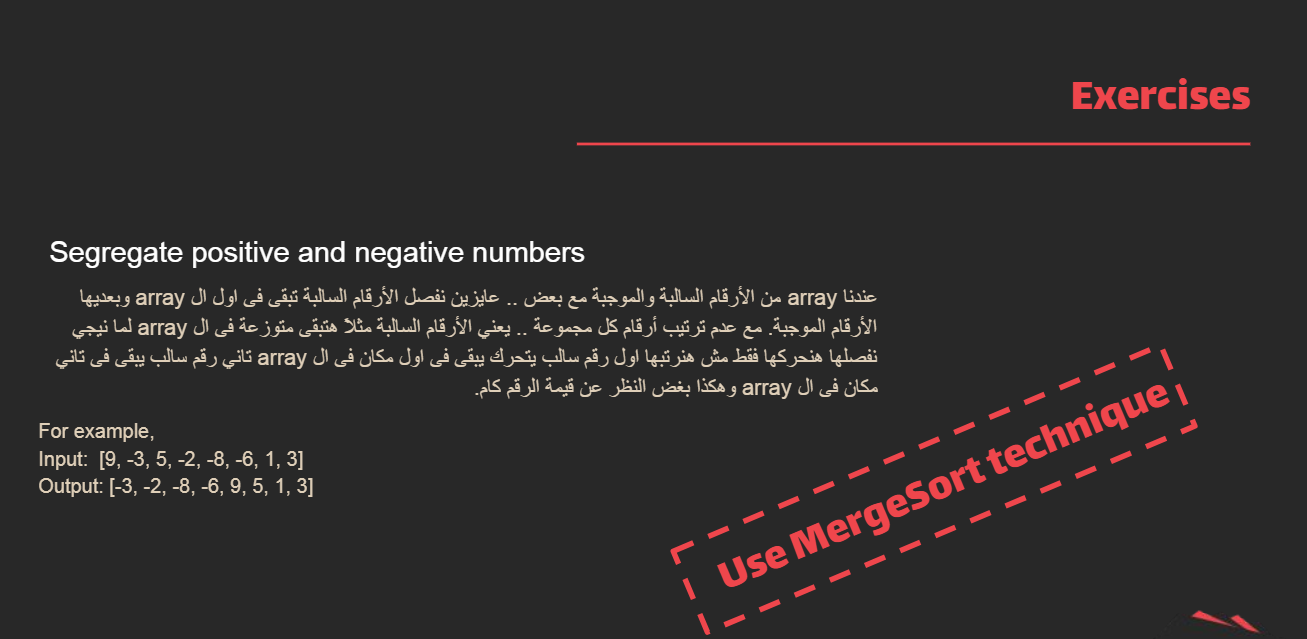 Exercises
Segregate positive and negative numbers
عندنا array من الأرقام السالبة والموجبة مع بعض .. عايزين نفصل الأرقام السالبة تبقى فى اول ال array وبعديها
الأرقام الموجبة. مع عدم ترتيب أرقام كل مجموعة .. يعني الأرقام السالبة مثلاً هتبقى متوزعة فى ال array لما نيجي
نفصلها هنحركها فقط مش هنرتبها اول رقم سالب يتحرك يبقى فى اول مكان فى ال array تاني رقم سالب يبقى فى تاني
مكان فى ال array وهكذا بغض النظر عن قيمة الرقم كام.
For example,
Input: [9, -3, 5, -2, -8, -6, 1, 3]
Output: [-3, -2, -8, -6, 9, 5, 1, 3]
Use MergeSort technique